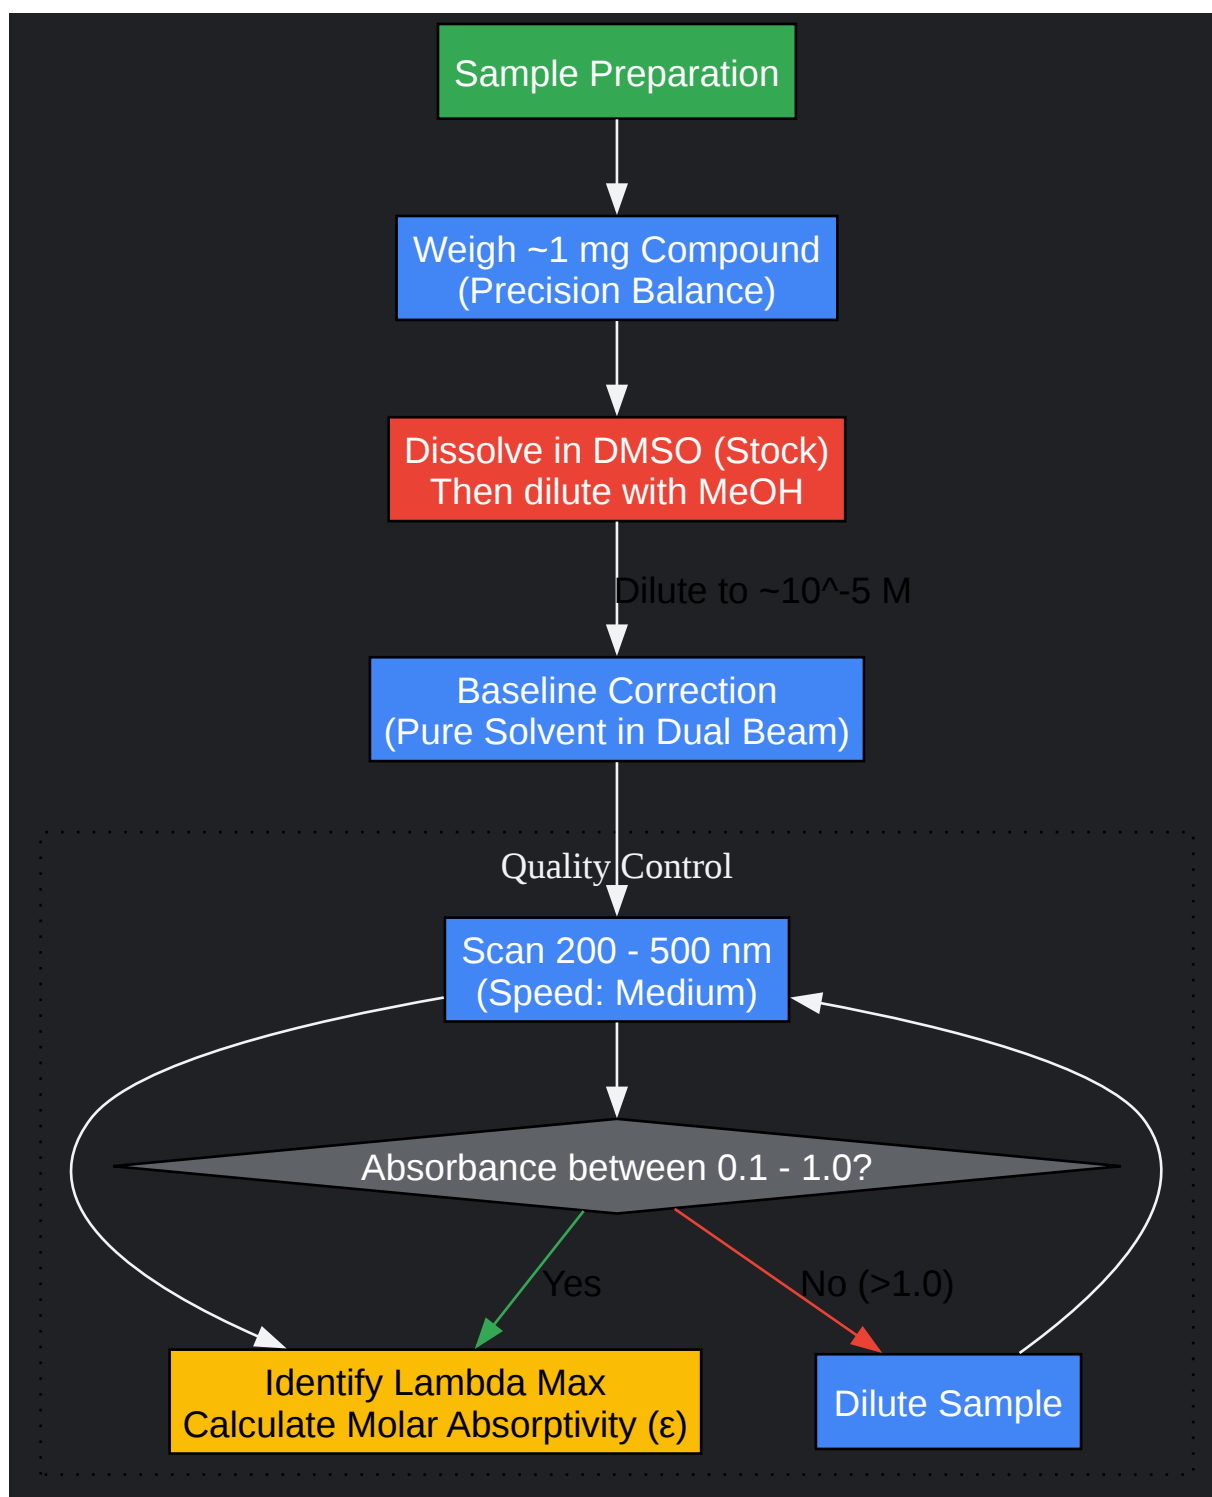 Sample Preparation
Weigh ~1 mg Compound
(Precision Balance)
Dissolve in DMSO (Stock)
Then dilute with MeOH
Dilute to ~10^-5 M
Baseline Correction
(Pure Solvent in Dual Beam)
Quality Control
Scan 200 - 500 nm
(Speed: Medium)
Absorbance between 0.1 - 1.0?
Yes
No (>1.0)
Identify Lambda Max
Calculate Molar Absorptivity (ε)
Dilute Sample